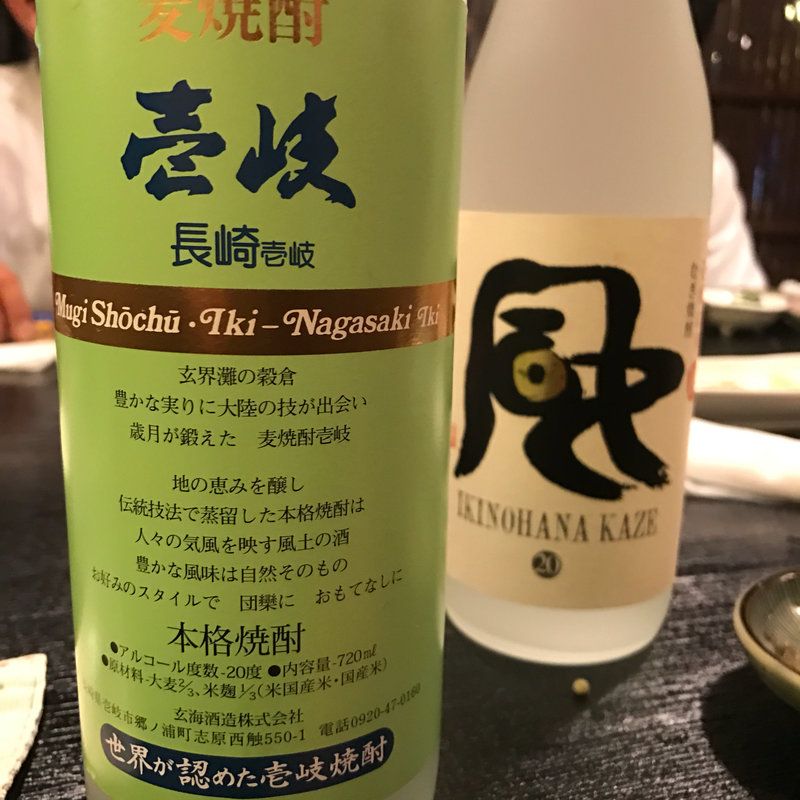 麦焼酎
壱岐
長崎壱岐
Mugi Shōchū・Iki – Nagasaki Iki
玄界灘の穀倉
豊かな実りに大陸の技が出会い
歳月が鍛えた 麦焼酎壱岐
地の恵みを醸し
伝統技法で蒸留した本格焼酎は
人々の気風を映す風土の酒
豊かな風味は自然そのもの
お好みのスタイルで 団欒に おもてなしに
本格焼酎
●アルコール度数-20度 ●内容量-720㎖
●原材料-大麦⅔、米麹⅓(米国産米・国産米)
玄海酒造株式会社
壱岐市郷ノ浦町志原西触550-1 電話0920-47-0160
世界が認めた壱岐焼酎
風
IKINOHANA KAZE
20